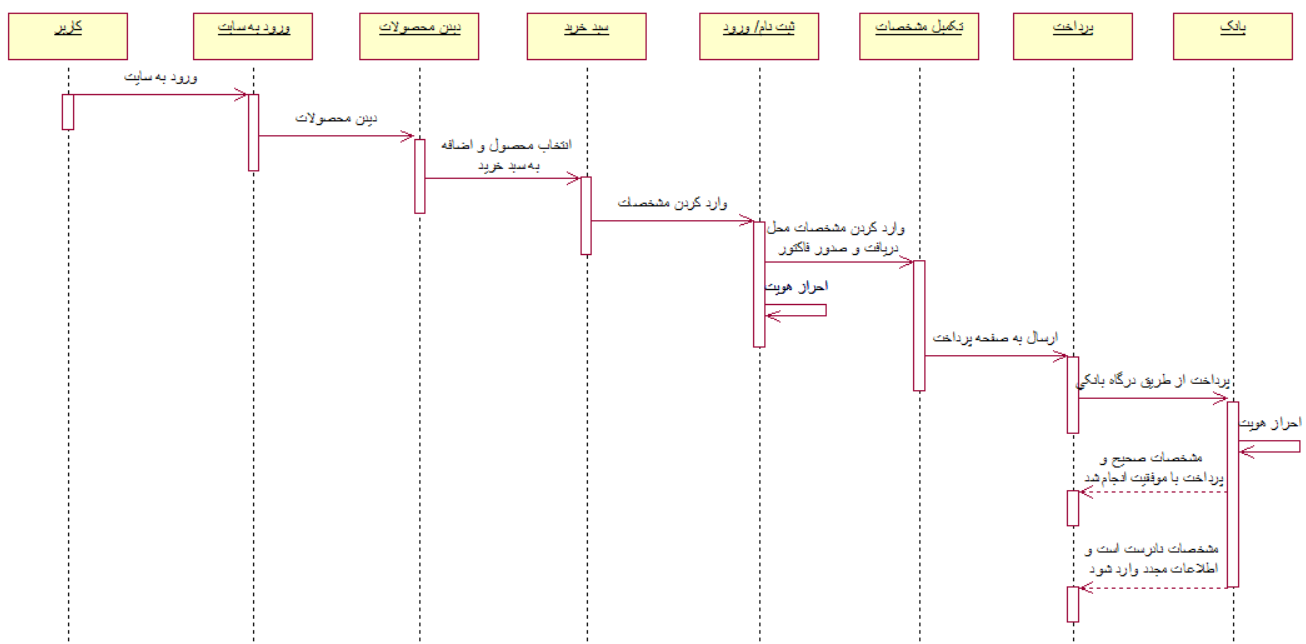 کاربر
ورود به سایت
دیدن محصولات
سبد خرید
ثبت نام/ ورود
تکمیل مشخصات
پرداخت
بانک
ورود به سایت
دیدن محصولات
انتخاب محصول و اضافه
به سبد خرید
وارد کردن مشخصات
وارد کردن مشخصات محل
دریافت و صدور فاکتور
احراز هویت
ارسال به صفحه پرداخت
پرداخت از طریق درگاه بانکی
احراز هویت
مشخصات صحیح و
پرداخت با موفقیت انجام شد
مشخصات نادرست است و
اطلاعات مجدد وارد شود